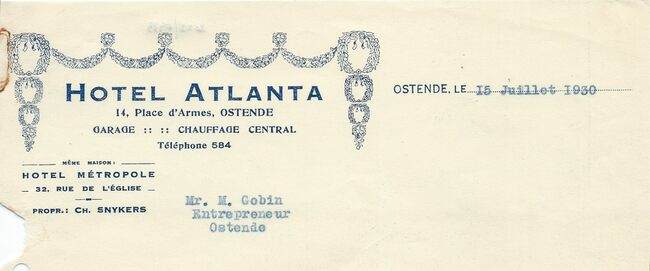 HOTEL ATLANTA
14, Place d'Armes, OSTENDE
GARAGE :: :: CHAUFFAGE CENTRAL
Téléphone 584
OSTENDE, LE 15 Juillet 1930
MÊME MAISON:
HOTEL MÉTROPOLE
32, RUE DE L'ÉGLISE
PROPR.: CH. SNYKERS
Mr. M. Gobin
Entrepreneur
Ostende